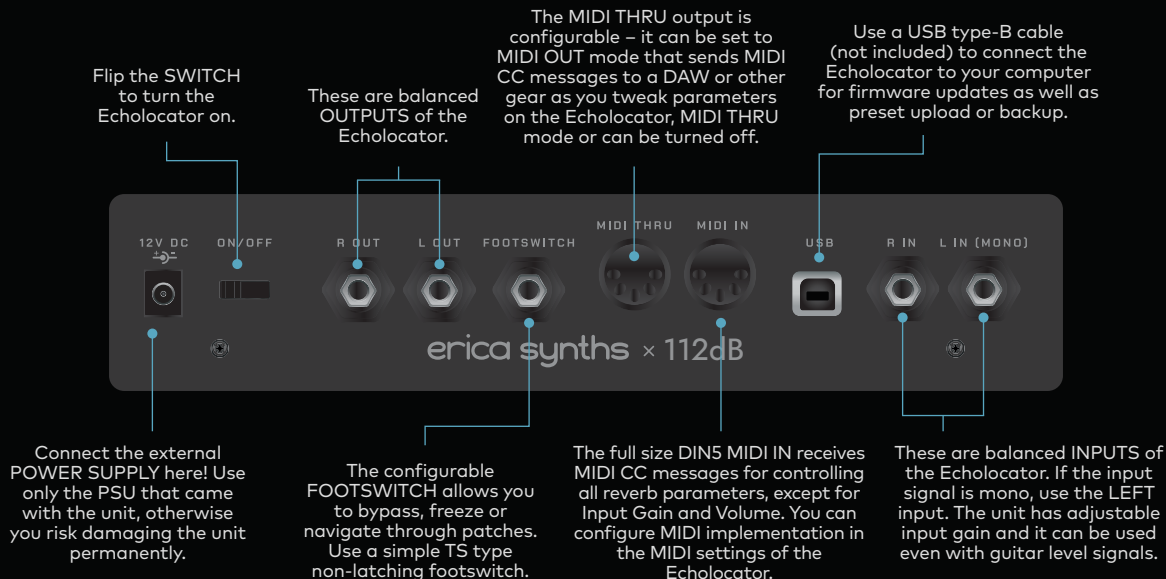 Flip the SWITCH
to turn the
Echolocator on.
These are balanced
OUTPUTS of the
Echolocator.
The MIDI THRU output is
configurable – it can be set to
MIDI OUT mode that sends MIDI
CC messages to a DAW or other
gear as you tweak parameters
on the Echolocator, MIDI THRU
mode or can be turned off.
Use a USB type-B cable
(not included) to connect the
Echolocator to your computer
for firmware updates as well as
preset upload or backup.
12V DC
ON/OFF
R OUT
L OUT
FOOTSWITCH
MIDI THRU
MIDI IN
USB
R IN
L IN (MONO)
erica synths × 112dB
Connect the external
POWER SUPPLY here! Use
only the PSU that came
with the unit, otherwise
you risk damaging the unit
permanently.
The configurable
FOOTSWITCH allows you
to bypass, freeze or
navigate through patches.
Use a simple TS type
non-latching footswitch.
The full size DIN5 MIDI IN receives
MIDI CC messages for controlling
all reverb parameters, except for
Input Gain and Volume. You can
configure MIDI implementation in
the MIDI settings of the
Echolocator.
These are balanced INPUTS of
the Echolocator. If the input
signal is mono, use the LEFT
input. The unit has adjustable
input gain and it can be used
even with guitar level signals.